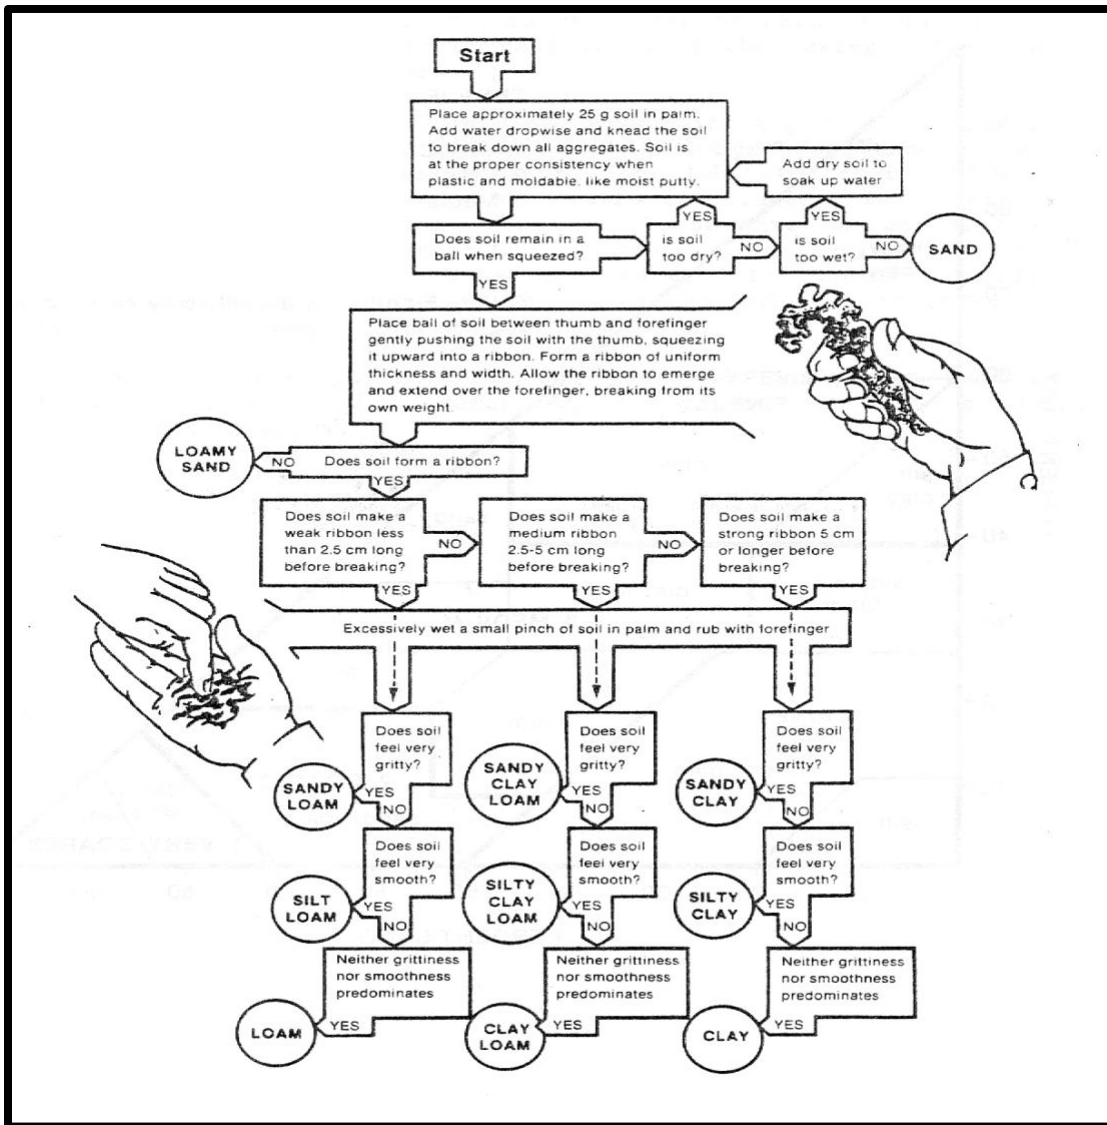 Start
Place approximately 25 g soil in palm.
Add water dropwise and knead the soil
to break down all aggregates. Soil is
at the proper consistency when
plastic and moldable, like moist putty.
Add dry soil to
soak up water
YES
YES
Does soil remain in a
ball when squeezed?
is soil
too dry?
NO
is soil
too wet?
NO
SAND
YES
Place ball of soil between thumb and forefinger
gently pushing the soil with the thumb, squeezing
it upward into a ribbon. Form a ribbon of uniform
thickness and width. Allow the ribbon to emerge
and extend over the forefinger, breaking from its
own weight.
LOAMY
SAND
NO
Does soil form a ribbon?
YES
Does soil make a
weak ribbon less
than 2.5 cm long
before breaking?
NO
Does soil make a
medium ribbon
2.5-5 cm long
before breaking?
NO
Does soil make a
strong ribbon 5 cm
or longer before
breaking?
YES
YES
YES
Excessively wet a small pinch of soil in palm and rub with forefinger
Does soil
feel very
gritty?
Does soil
feel very
gritty?
Does soil
feel very
gritty?
SANDY
LOAM
YES
NO
SANDY
CLAY
LOAM
YES
NO
SANDY
CLAY
YES
NO
Does soil
feel very
smooth?
Does soil
feel very
smooth?
Does soil
feel very
smooth?
SILT
LOAM
YES
NO
SILTY
CLAY
LOAM
YES
NO
SILTY
CLAY
YES
NO
Neither grittiness
nor smoothness
predominates
Neither grittiness
nor smoothness
predominates
Neither grittiness
nor smoothness
predominates
LOAM
YES
CLAY
LOAM
YES
CLAY
YES